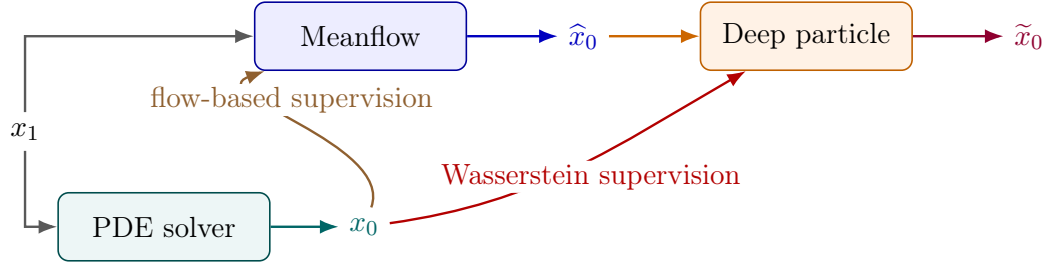 Meanflow
x̂₀
Deep particle
x̃₀
flow-based supervision
x₁
Wasserstein supervision
PDE solver
x₀